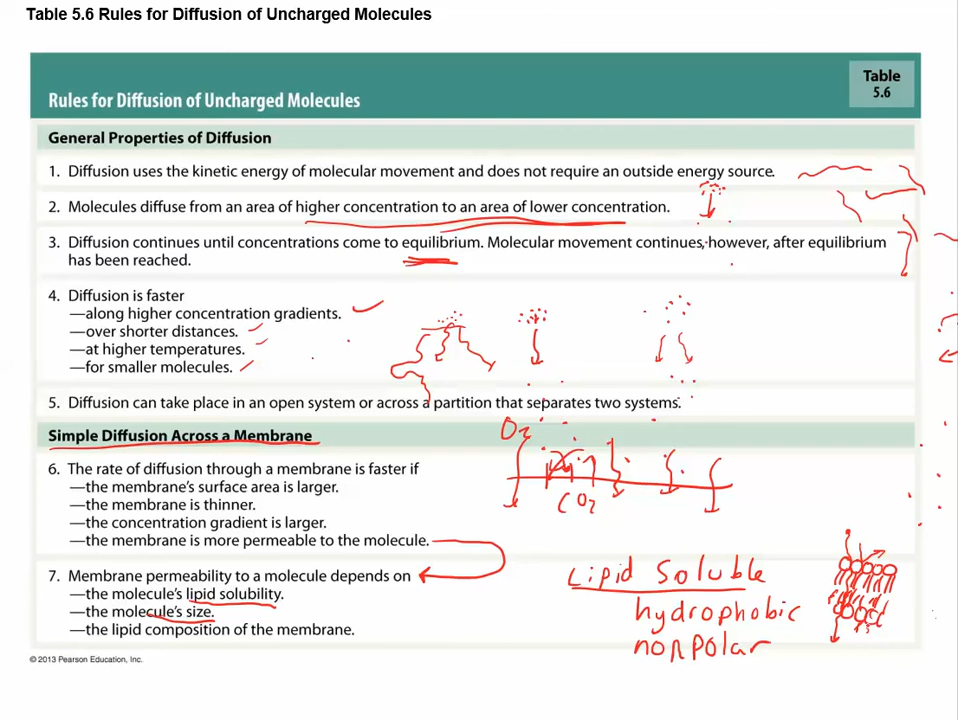 Table 5.6 Rules for Diffusion of Uncharged Molecules
Table
5.6
Rules for Diffusion of Uncharged Molecules
General Properties of Diffusion
1. Diffusion uses the kinetic energy of molecular movement and does not require an outside energy source.
2. Molecules diffuse from an area of higher concentration to an area of lower concentration.
3. Diffusion continues until concentrations come to equilibrium. Molecular movement continues, however, after equilibrium
has been reached.
4. Diffusion is faster
—along higher concentration gradients.
—over shorter distances.
—at higher temperatures.
—for smaller molecules.
5. Diffusion can take place in an open system or across a partition that separates two systems.
O2
Simple Diffusion Across a Membrane
6. The rate of diffusion through a membrane is faster if
—the membrane's surface area is larger.
—the membrane is thinner.
CO2
—the concentration gradient is larger.
—the membrane is more permeable to the molecule.
7. Membrane permeability to a molecule depends on
Lipid Soluble
—the molecule's lipid solubility.
—the molecule's size.
hydrophobic
—the lipid composition of the membrane.
nonpolar
© 2013 Pearson Education, Inc.